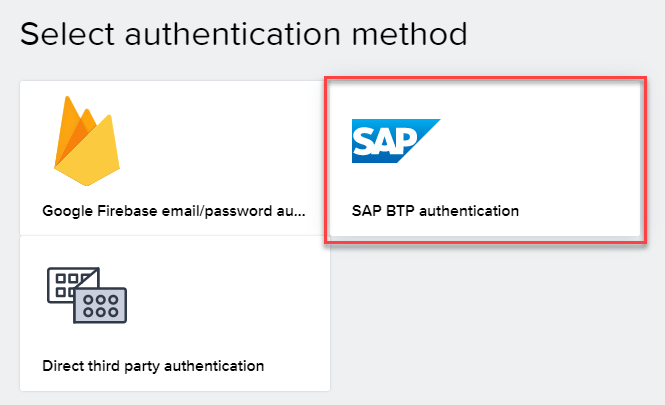 Select authentication method
SAP
Google Firebase email/password au...
SAP BTP authentication
Direct third party authentication